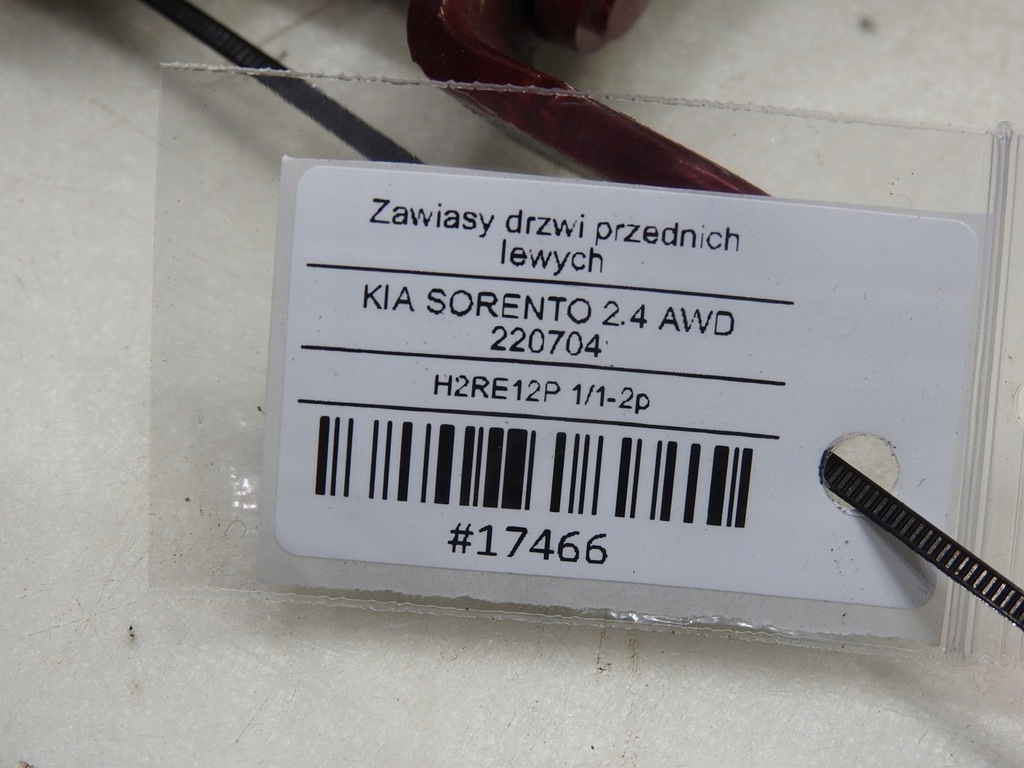 Zawiasy drzwi przednich
lewych
KIA SORENTO 2.4 AWD
220704
H2RE12P 1/1-2p
#17466